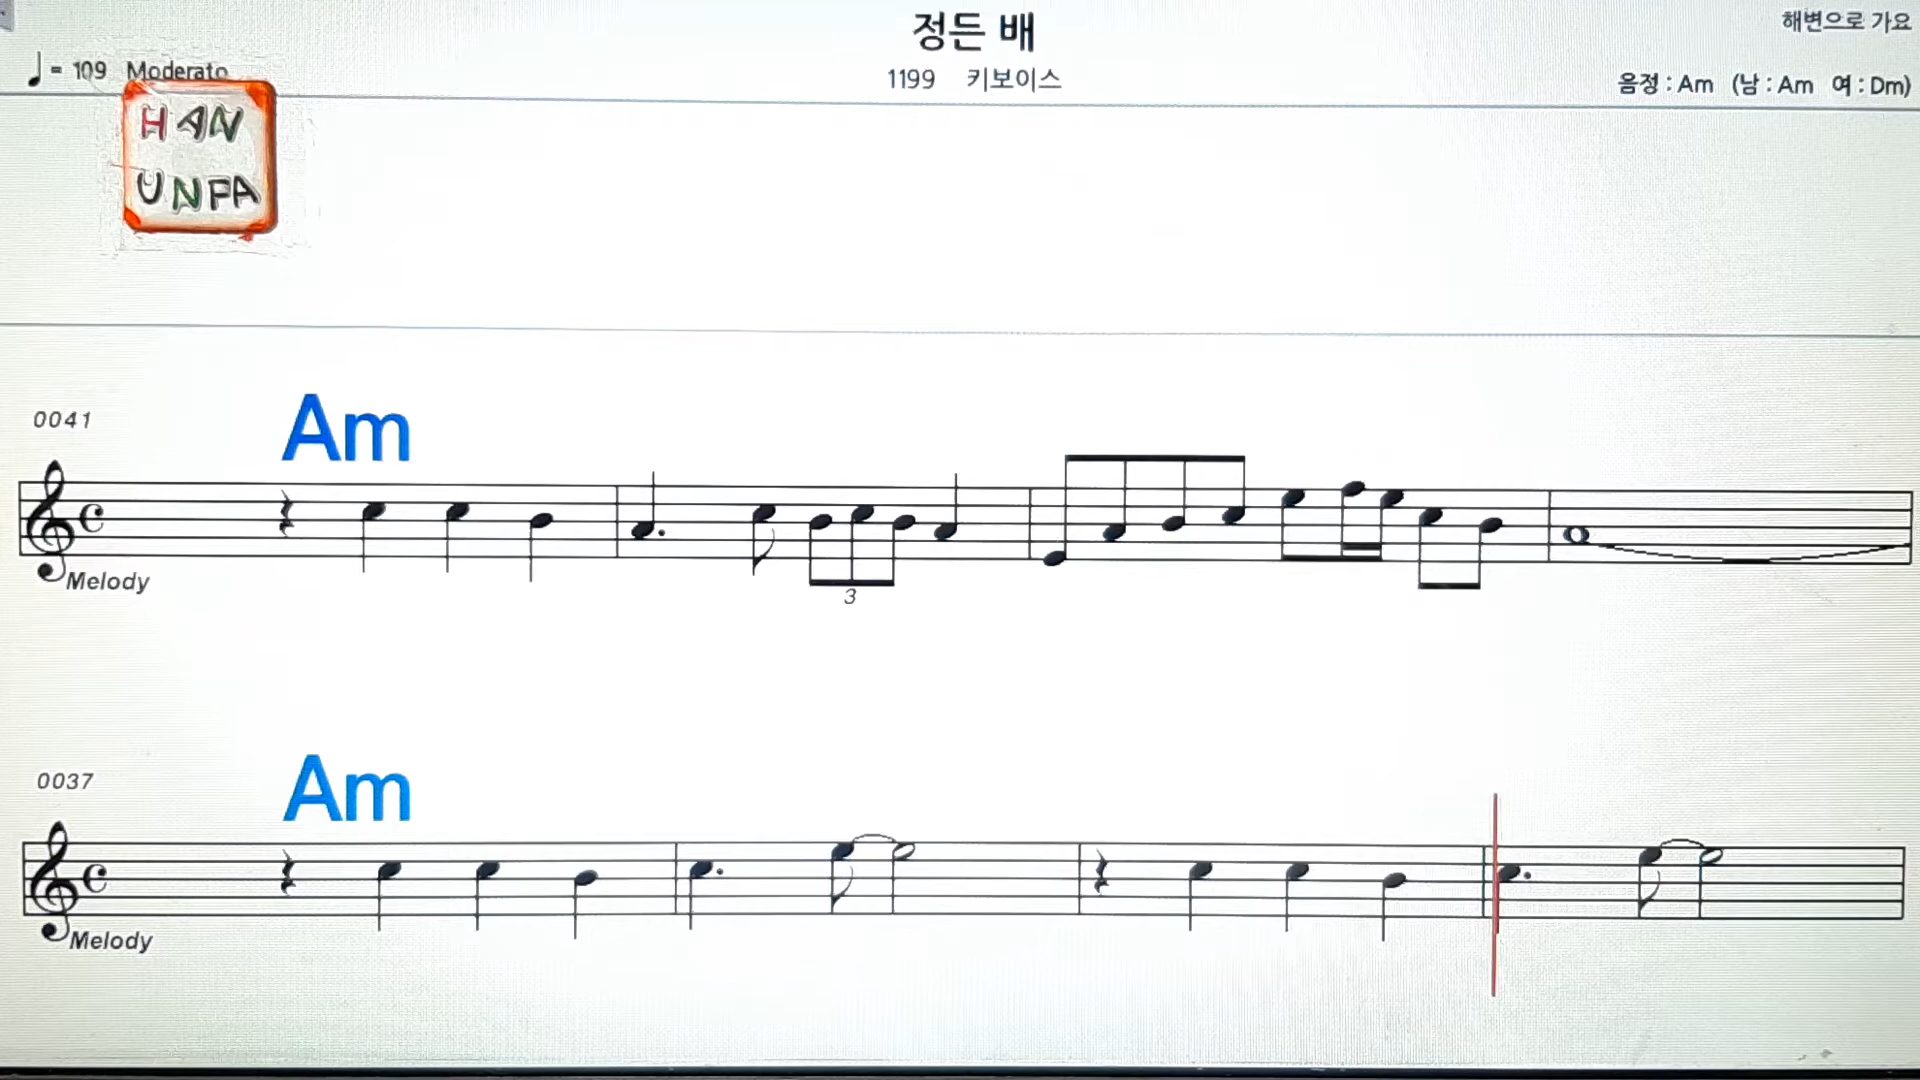 정든 배
해변으로 가요
♩= 109 Moderato
1199 키보이스
음정 : Am (남 : Am 여 : Dm)
HAN
UNFA
0041
Am
Melody
3
0037
Am
Melody